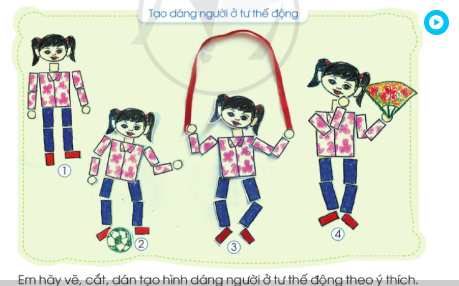 Tạo dáng người ở tư thế động
1
2
3
4
Em hãy vẽ, cắt, dán tạo hình dáng người ở tư thế động theo ý thích.